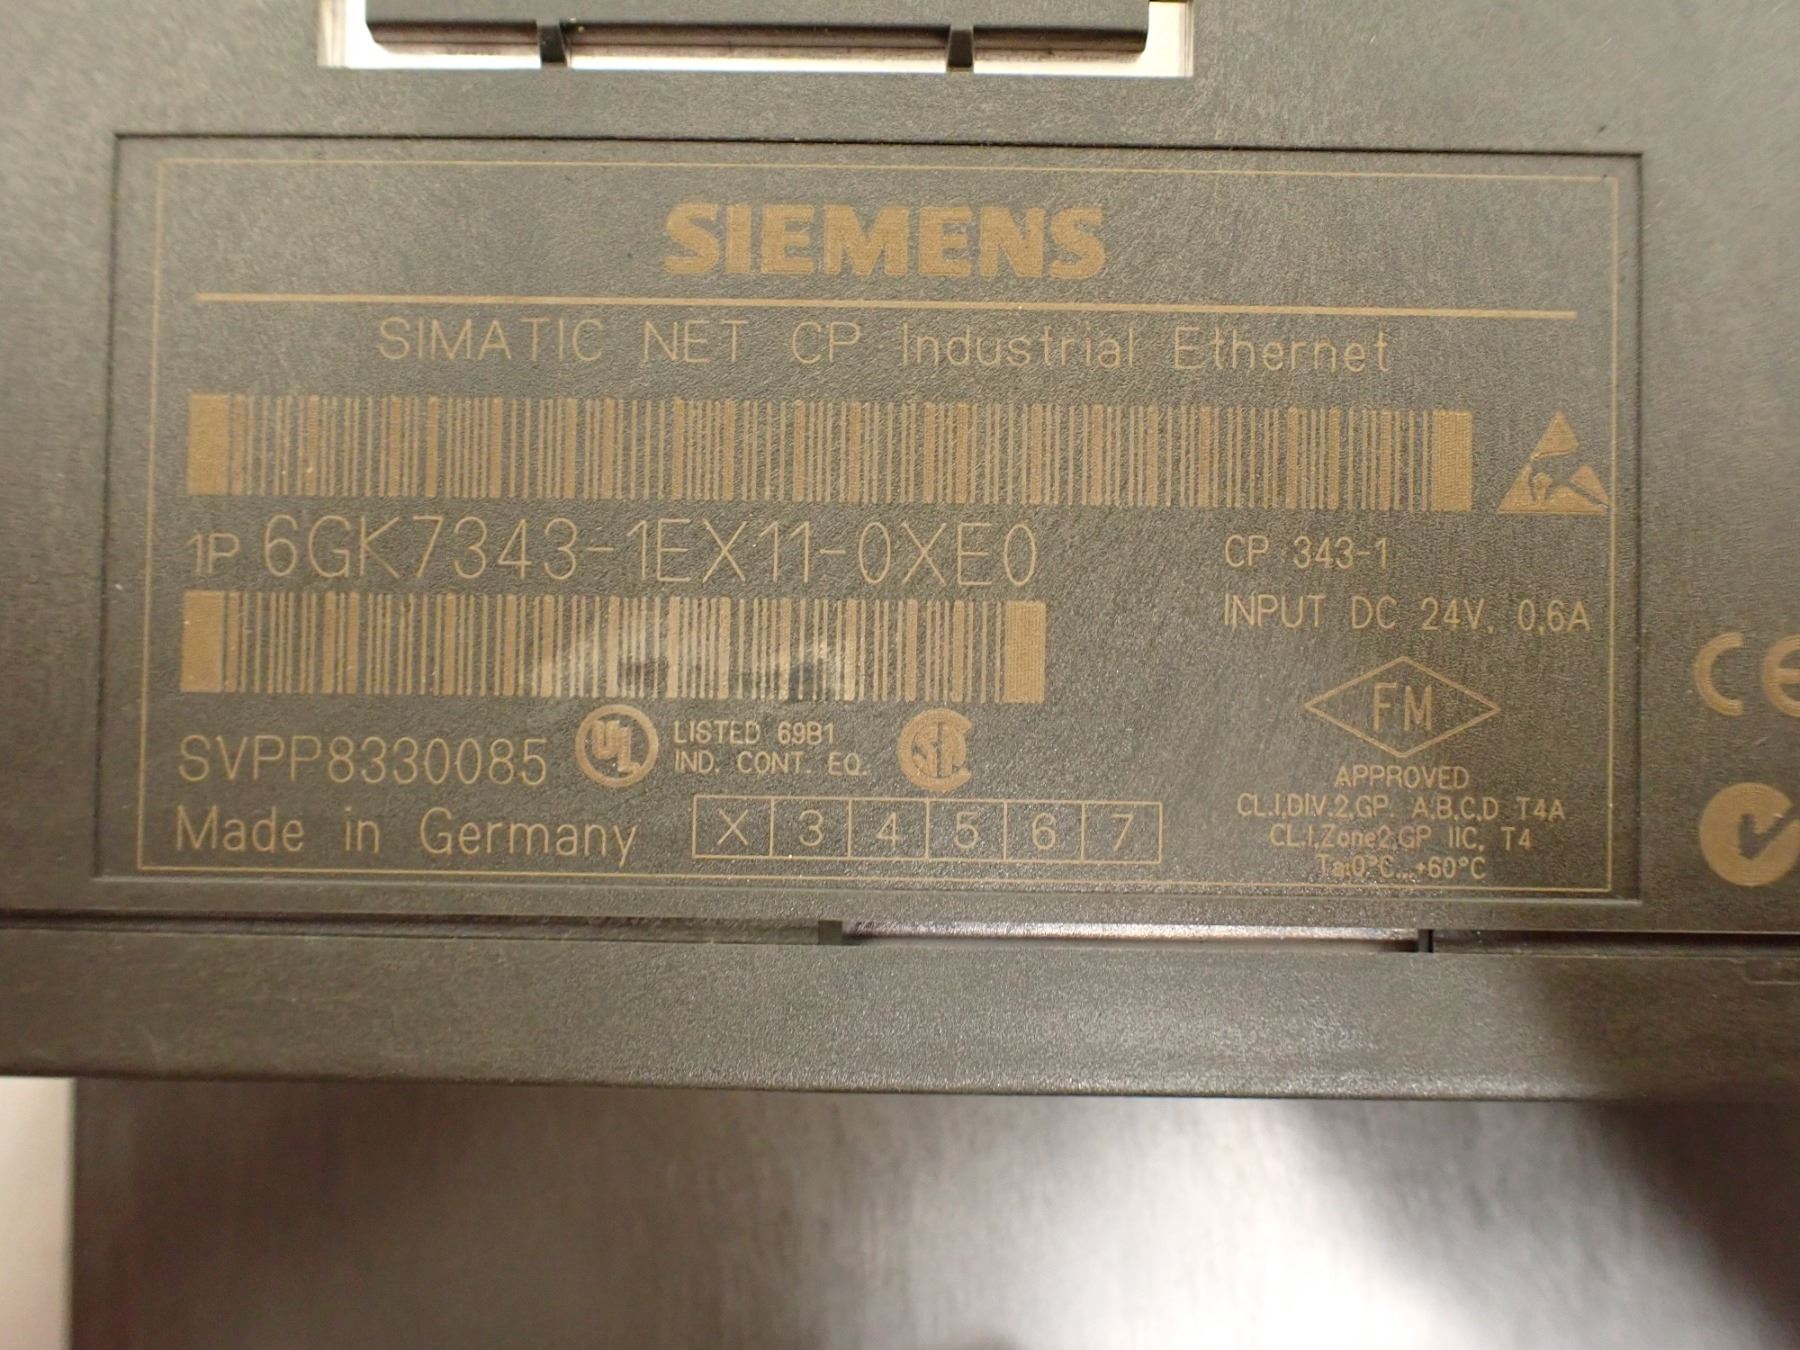 SIEMENS
SIMATIC NET CP Industrial Ethernet
1P 6GK7343-1EX11-0XE0
CP 343-1
INPUT DC 24V, 0,6A
SVPP8330085
UL
LISTED 69B1
IND. CONT. EQ.
FM
APPROVED
CL.I,DIV.2,GP. A,B,C,D T4A
CL.I,Zone2,GP IIC, T4
Ta:0°C...+60°C
Made in Germany
X 3 4 5 6 7
CE